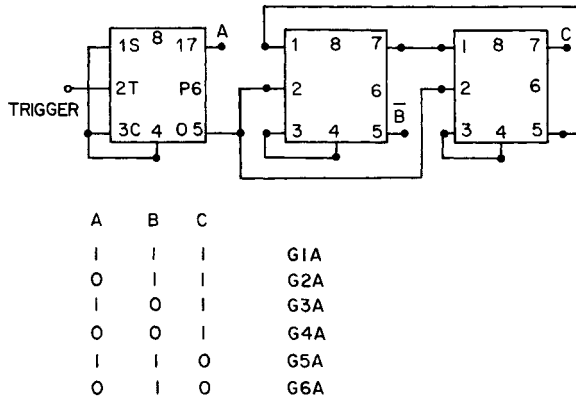 A
C
1S 8 17
1 8 7
1 8 7
TRIGGER
2T P6
2 6
2 6
B̅
3C 4 0 5
3 4 5
3 4 5
A B C
1 1 1 G1A
0 1 1 G2A
1 0 1 G3A
0 0 1 G4A
1 1 0 G5A
0 1 0 G6A